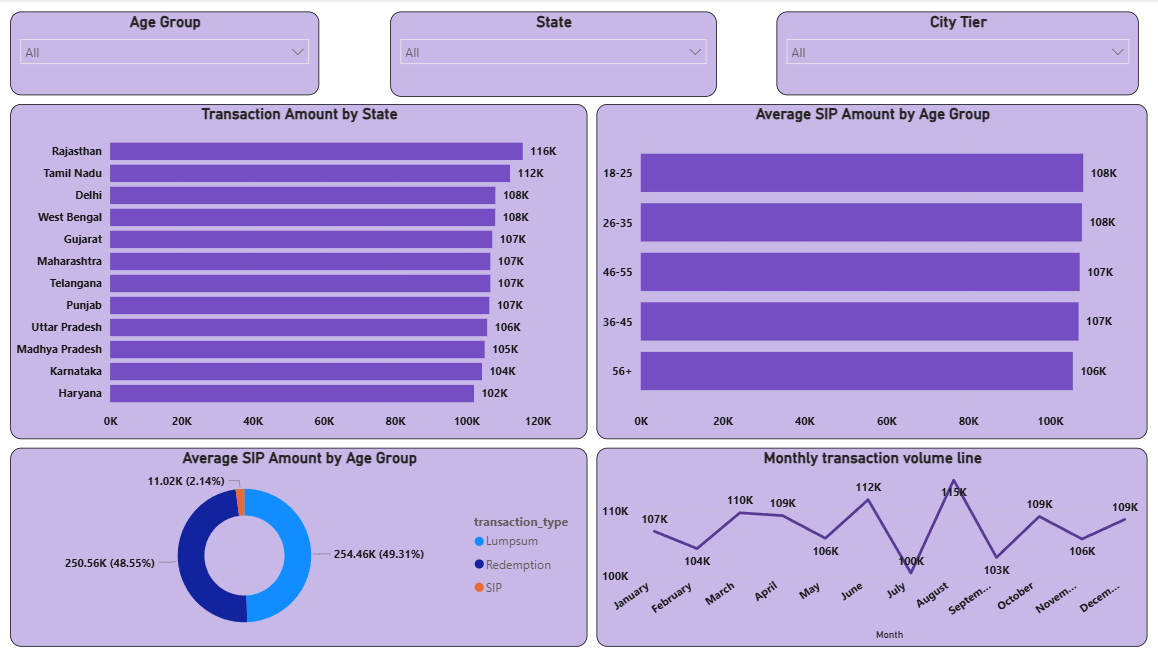 Age Group
All
State
All
City Tier
All
Transaction Amount by State
Rajasthan 116K
Tamil Nadu 112K
Delhi 108K
West Bengal 108K
Gujarat 107K
Maharashtra 107K
Telangana 107K
Punjab 107K
Uttar Pradesh 106K
Madhya Pradesh 105K
Karnataka 104K
Haryana 102K
0K 20K 40K 60K 80K 100K 120K
Average SIP Amount by Age Group
18-25 108K
26-35 108K
46-55 107K
36-45 107K
56+ 106K
0K 20K 40K 60K 80K 100K
Average SIP Amount by Age Group
11.02K (2.14%)
250.56K (48.55%)
254.46K (49.31%)
transaction_type
Lumpsum
Redemption
SIP
Monthly transaction volume line
110K
100K
107K 104K 110K 109K 106K 112K 100K 115K 103K 109K 106K 109K
January February March April May June July August Septem... October Novem... Decem...
Month